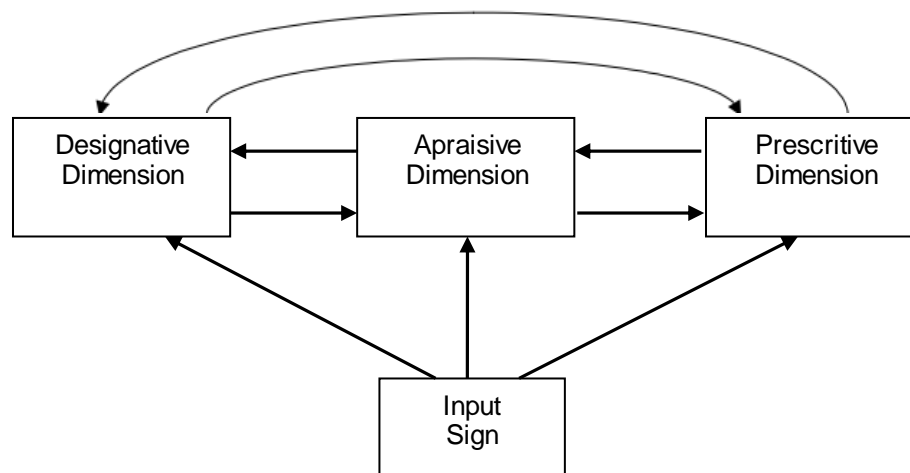 Designative
Dimension
Apraisive
Dimension
Prescritive
Dimension
Input
Sign